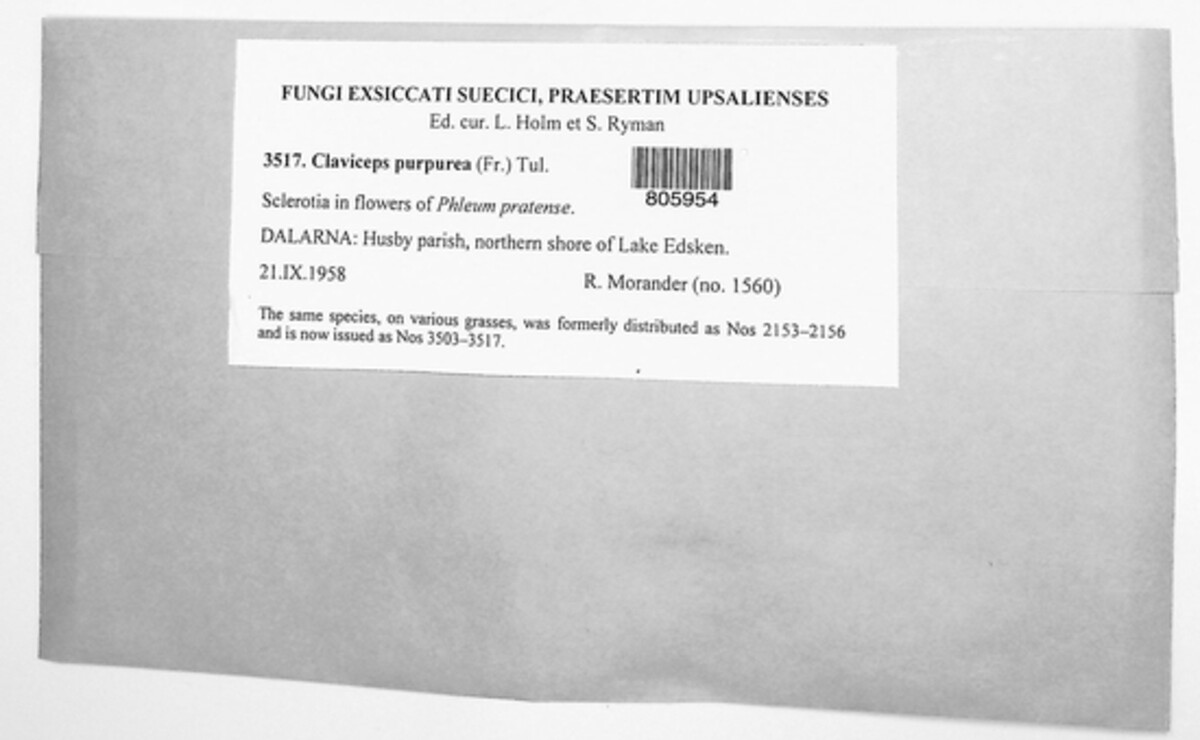 FUNGI EXSICCATI SUECICI, PRAESERTIM UPSALIENSES
Ed. cur. L. Holm et S. Ryman
3517. Claviceps purpurea (Fr.) Tul.
805954
Sclerotia in flowers of Phleum pratense.
DALARNA: Husby parish, northern shore of Lake Edsken.
21.IX.1958 R. Morander (no. 1560)
The same species, on various grasses, was formerly distributed as Nos 2153–2156
and is now issued as Nos 3503–3517.